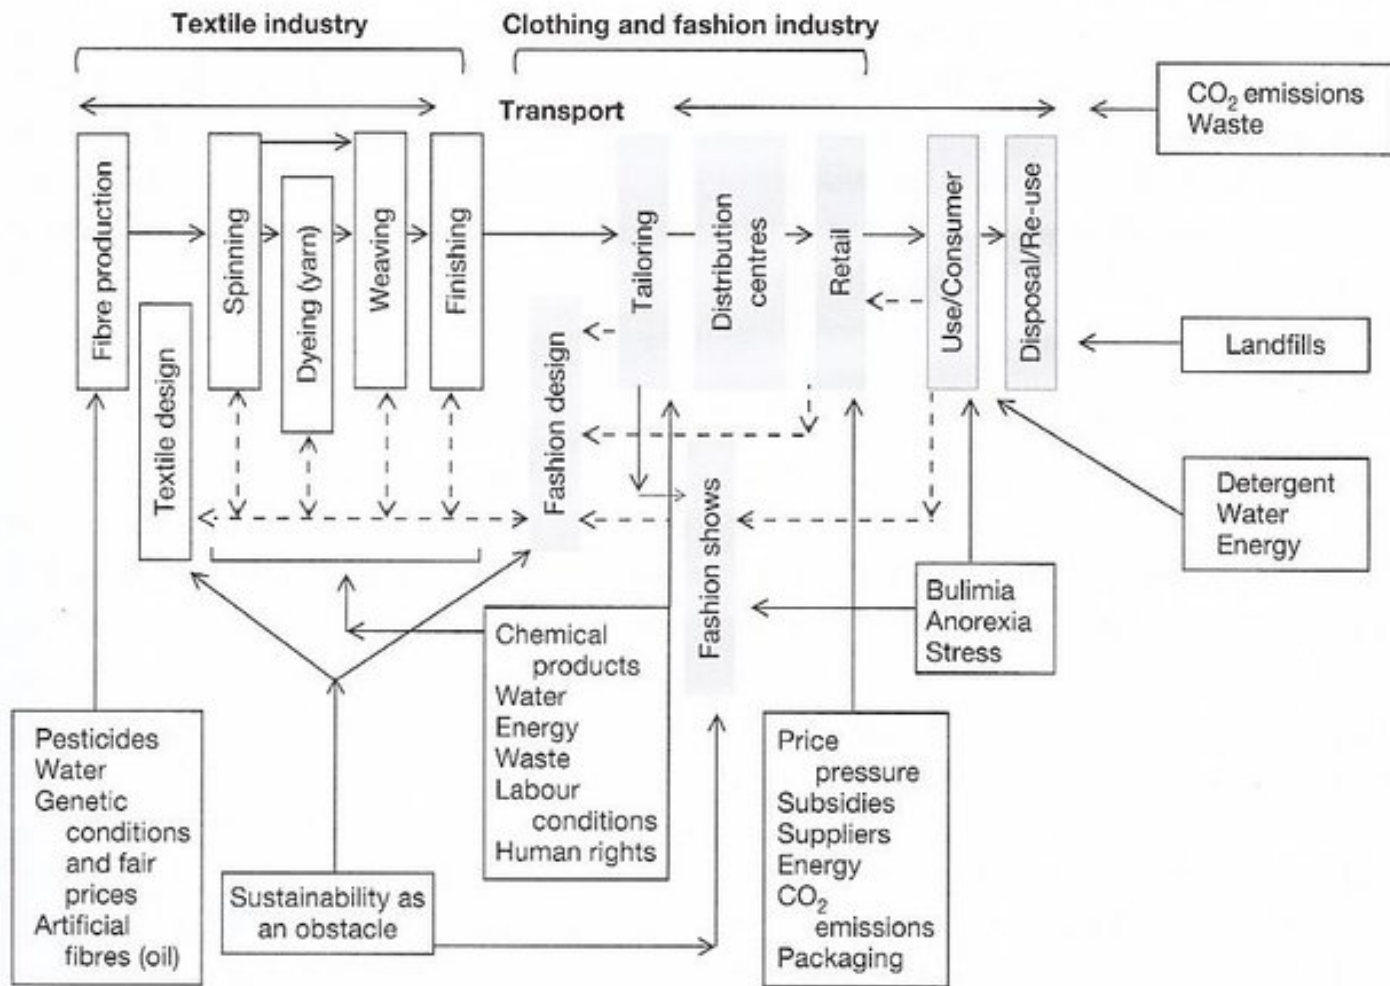 Textile industry
Clothing and fashion industry
Transport
CO₂ emissions
Waste
Fibre production
Textile design
Spinning
Dyeing (yarn)
Weaving
Finishing
Fashion design
Tailoring
Fashion shows
Distribution
centres
Retail
Use/Consumer
Disposal/Re-use
Landfills
Detergent
Water
Energy
Bulimia
Anorexia
Stress
Chemical
products
Water
Energy
Waste
Labour
conditions
Human rights
Price
pressure
Subsidies
Suppliers
Energy
CO₂
emissions
Packaging
Pesticides
Water
Genetic
conditions
and fair
prices
Artificial
fibres (oil)
Sustainability as
an obstacle